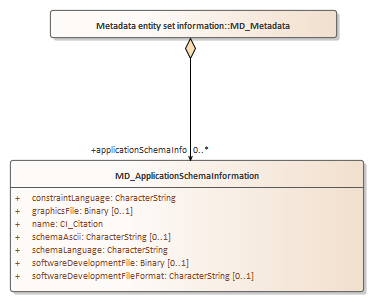 Metadata entity set information::MD_Metadata
+applicationSchemaInfo 0..*
MD_ApplicationSchemaInformation
+ constraintLanguage: CharacterString
+ graphicsFile: Binary [0..1]
+ name: CI_Citation
+ schemaAscii: CharacterString [0..1]
+ schemaLanguage: CharacterString
+ softwareDevelopmentFile: Binary [0..1]
+ softwareDevelopmentFileFormat: CharacterString [0..1]